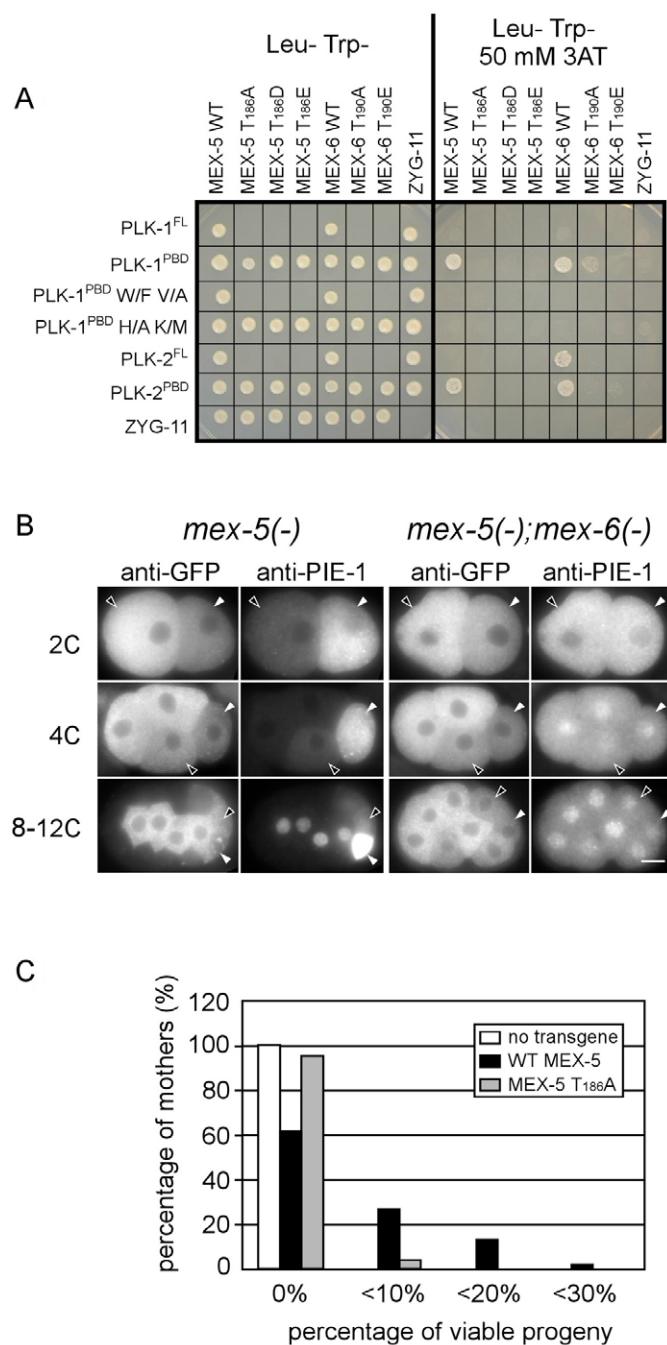 A
Leu- Trp-
Leu- Trp-
50 mM 3AT
MEX-5 WT
MEX-5 T186A
MEX-5 T186D
MEX-5 T186E
MEX-6 WT
MEX-6 T190A
MEX-6 T190E
ZYG-11
MEX-5 WT
MEX-5 T186A
MEX-5 T186D
MEX-5 T186E
MEX-6 WT
MEX-6 T190A
MEX-6 T190E
ZYG-11
PLK-1FL
PLK-1PBD
PLK-1PBD W/F V/A
PLK-1PBD H/A K/M
PLK-2FL
PLK-2PBD
ZYG-11
B
mex-5(-)
mex-5(-);mex-6(-)
anti-GFP
anti-PIE-1
anti-GFP
anti-PIE-1
2C
4C
8-12C
C
percentage of mothers (%)
120
100
80
60
40
20
0
no transgene
WT MEX-5
MEX-5 T186A
0%
<10%
<20%
<30%
percentage of viable progeny